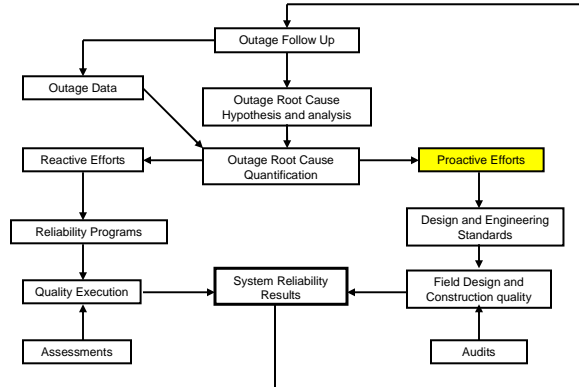 Outage Follow Up
Outage Data
Outage Root Cause
Hypothesis and analysis
Reactive Efforts
Outage Root Cause
Quantification
Proactive Efforts
Reliability Programs
Design and Engineering
Standards
Quality Execution
System Reliability
Results
Field Design and
Construction quality
Assessments
Audits